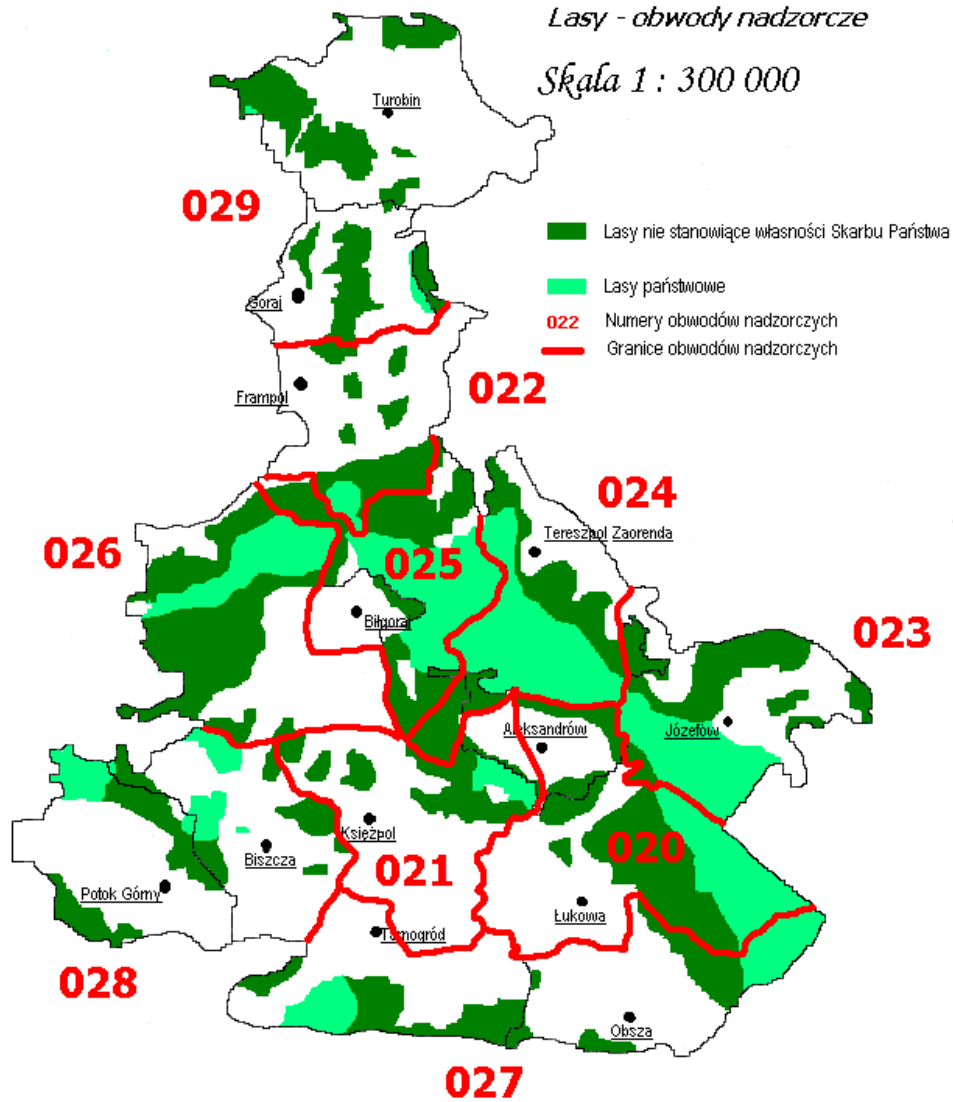 Lasy - obwody nadzorcze
Skala 1 : 300 000
Turobin
029
Lasy nie stanowiące własności Skarbu Państwa
Goraj
Lasy państwowe
022 Numery obwodów nadzorczych
Granice obwodów nadzorczych
Frampol
022
024
026
Tereszpol Zaorenda
025
Biłgoraj
023
Józefów
Aleksandrów
Księżpol
020
Biszcza
021
Potok Górny
Łukowa
Tarnogród
028
Obsza
027